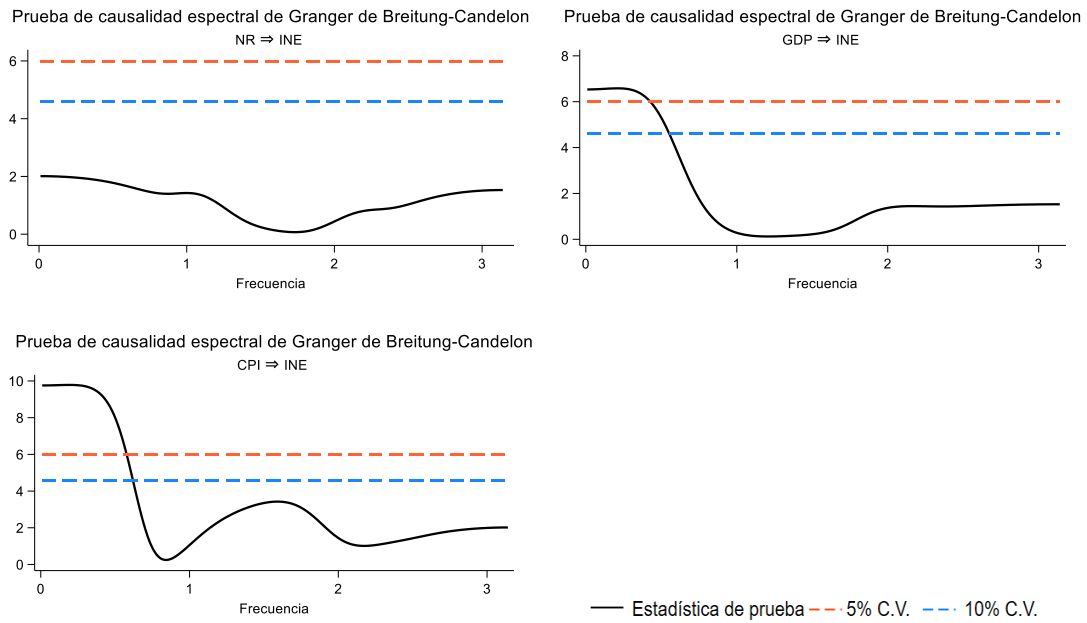 Prueba de causalidad espectral de Granger de Breitung-Candelon
NR ⇒ INE
6
4
2
0
0 1 2 3
Frecuencia
Prueba de causalidad espectral de Granger de Breitung-Candelon
GDP ⇒ INE
8
6
4
2
0
0 1 2 3
Frecuencia
Prueba de causalidad espectral de Granger de Breitung-Candelon
CPI ⇒ INE
10
8
6
4
2
0
0 1 2 3
Frecuencia
Estadística de prueba 5% C.V. 10% C.V.